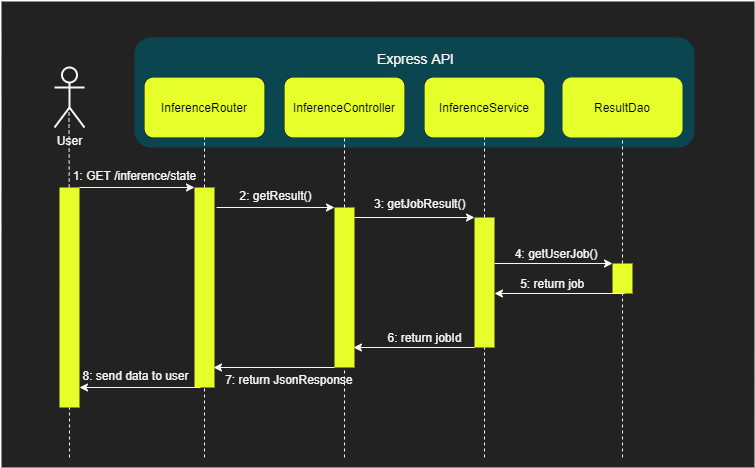 Express API
InferenceRouter
InferenceController
InferenceService
ResultDao
User
1: GET /inference/state
2: getResult()
3: getJobResult()
4: getUserJob()
5: return job
6: return jobId
7: return JsonResponse
8: send data to user